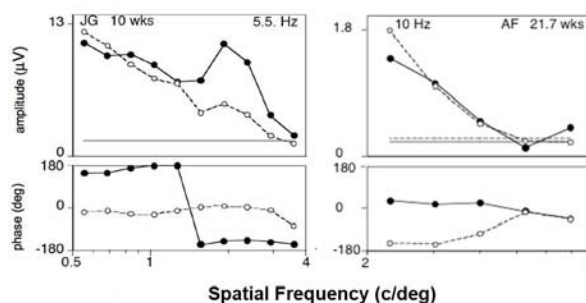 JG 10 wks 5.5. Hz
10 Hz AF 21.7 wks
13
0
amplitude (µV)
1.8
0
180
0
-180
phase (deg)
180
0
-180
0.5 1 4
2
Spatial Frequency (c/deg)